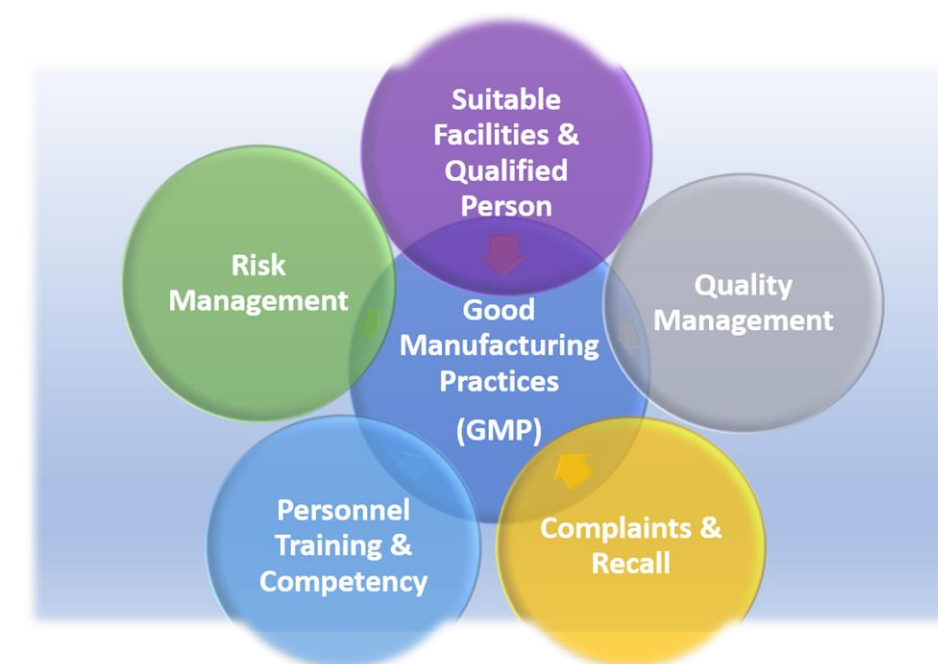 Suitable
Facilities &
Qualified
Person
Risk
Management
Quality
Management
Good
Manufacturing
Practices
(GMP)
Personnel
Training &
Competency
Complaints &
Recall